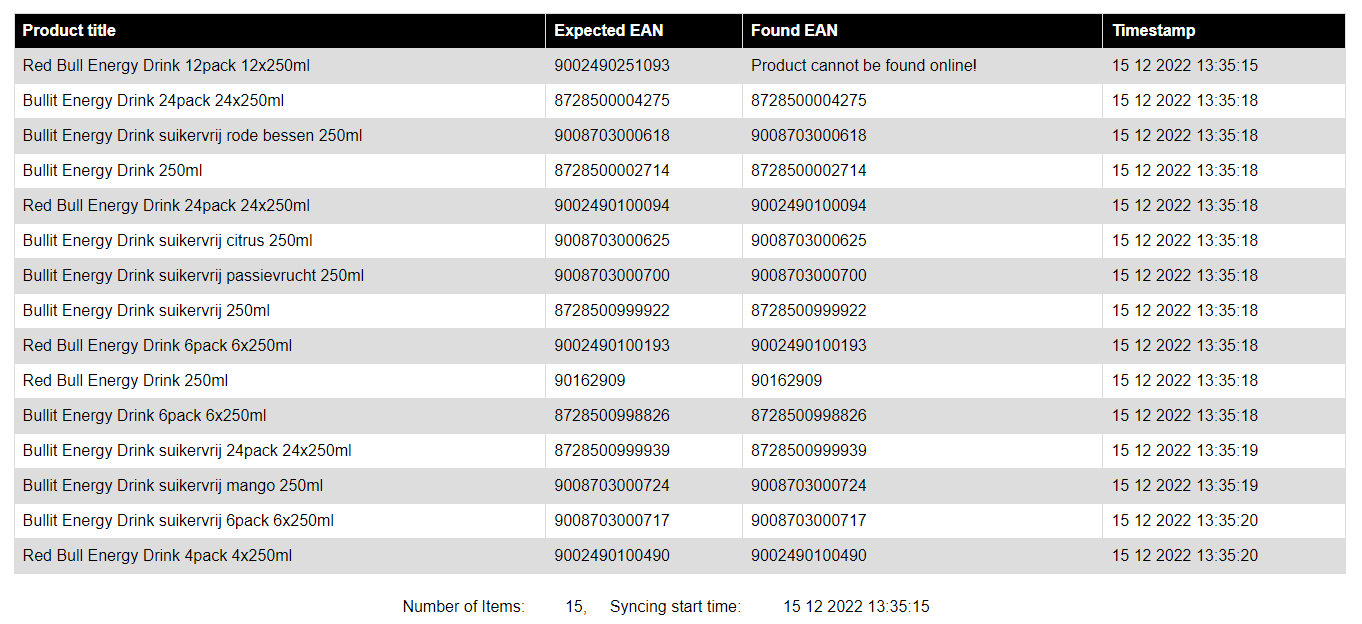 Product title Expected EAN Found EAN Timestamp
Red Bull Energy Drink 12pack 12x250ml 9002490251093 Product cannot be found online! 15 12 2022 13:35:15
Bullit Energy Drink 24pack 24x250ml 8728500004275 8728500004275 15 12 2022 13:35:18
Bullit Energy Drink suikervrij rode bessen 250ml 9008703000618 9008703000618 15 12 2022 13:35:18
Bullit Energy Drink 250ml 8728500002714 8728500002714 15 12 2022 13:35:18
Red Bull Energy Drink 24pack 24x250ml 9002490100094 9002490100094 15 12 2022 13:35:18
Bullit Energy Drink suikervrij citrus 250ml 9008703000625 9008703000625 15 12 2022 13:35:18
Bullit Energy Drink suikervrij passievrucht 250ml 9008703000700 9008703000700 15 12 2022 13:35:18
Bullit Energy Drink suikervrij 250ml 8728500999922 8728500999922 15 12 2022 13:35:18
Red Bull Energy Drink 6pack 6x250ml 9002490100193 9002490100193 15 12 2022 13:35:18
Red Bull Energy Drink 250ml 90162909 90162909 15 12 2022 13:35:18
Bullit Energy Drink 6pack 6x250ml 8728500998826 8728500998826 15 12 2022 13:35:18
Bullit Energy Drink suikervrij 24pack 24x250ml 8728500999939 8728500999939 15 12 2022 13:35:19
Bullit Energy Drink suikervrij mango 250ml 9008703000724 9008703000724 15 12 2022 13:35:19
Bullit Energy Drink suikervrij 6pack 6x250ml 9008703000717 9008703000717 15 12 2022 13:35:20
Red Bull Energy Drink 4pack 4x250ml 9002490100490 9002490100490 15 12 2022 13:35:20
Number of Items: 15, Syncing start time: 15 12 2022 13:35:15